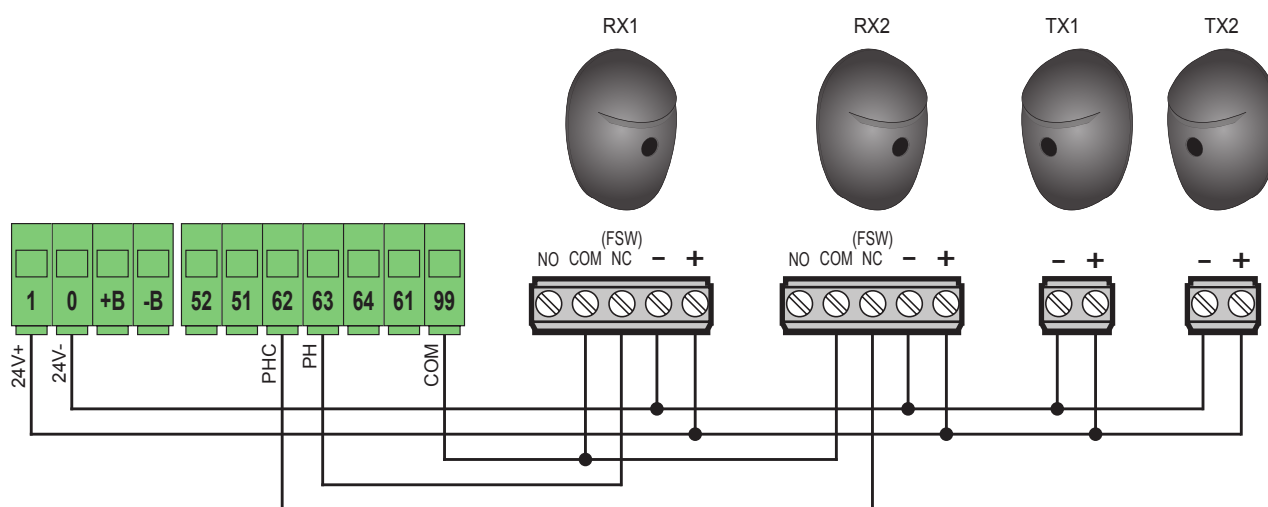 RX1 RX2 TX1 TX2
(FSW) (FSW)
NO COM NC − + NO COM NC − + − + − +
1 0 +B -B 52 51 62 63 64 61 99
24V+ 24V- PHC PH COM